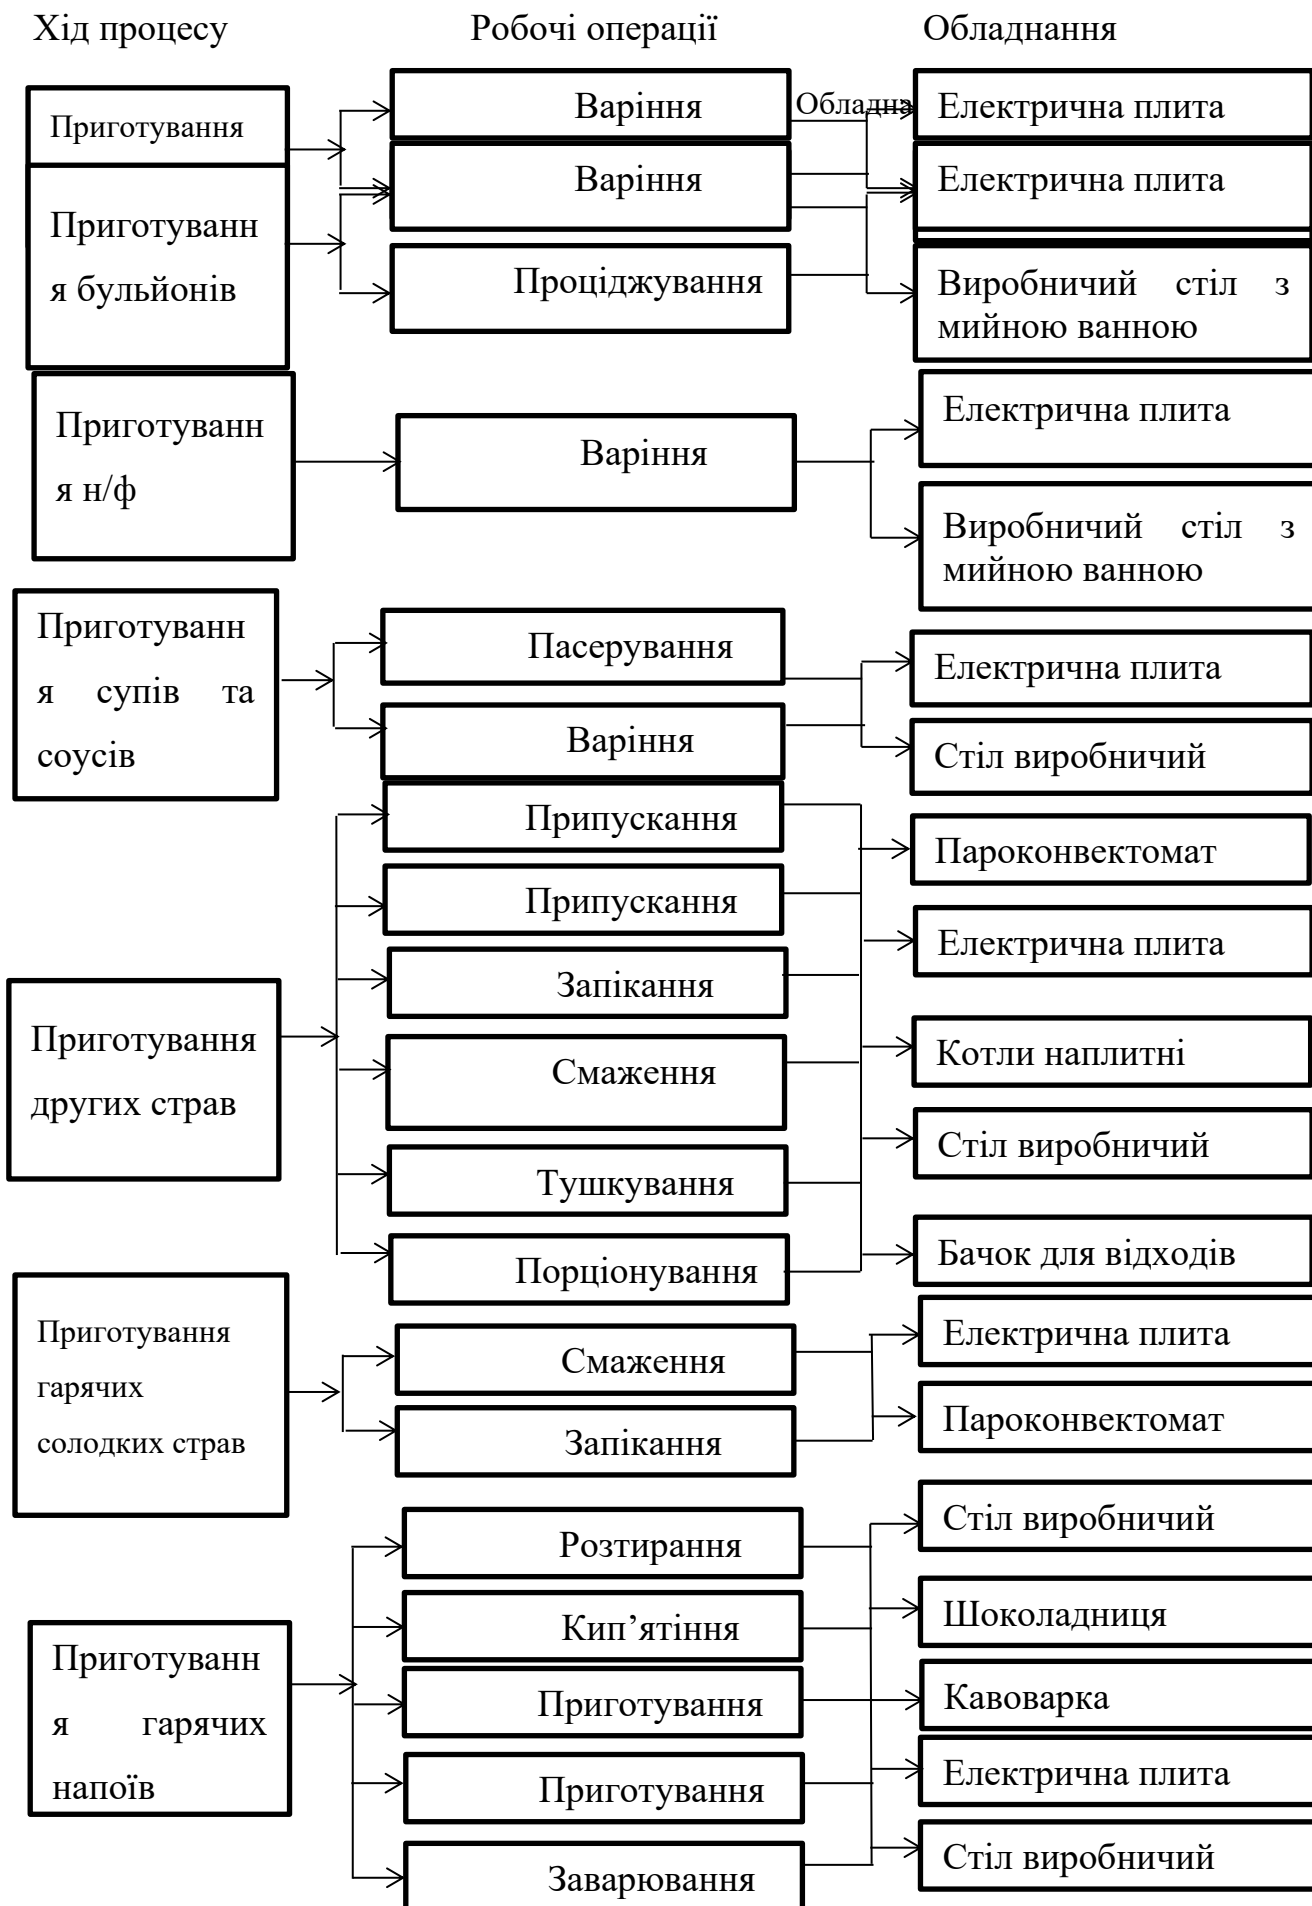 Хід процесу
Робочі операції
Обладнання
Приготування
Варіння
Обладна
Електрична плита
Приготуванн
я бульйонів
Варіння
Електрична плита
Проціджування
Виробничий стіл з
мийною ванною
Приготуванн
я н/ф
Варіння
Електрична плита
Виробничий стіл з
мийною ванною
Приготуванн
я супів та
соусів
Пасерування
Варіння
Електрична плита
Стіл виробничий
Приготування
других страв
Припускання
Припускання
Запікання
Смаження
Тушкування
Порціонування
Пароконвектомат
Електрична плита
Котли наплитні
Стіл виробничий
Бачок для відходів
Приготування
гарячих
солодких страв
Смаження
Запікання
Електрична плита
Пароконвектомат
Приготуванн
я гарячих
напоїв
Розтирання
Кип’ятіння
Приготування
Приготування
Заварювання
Стіл виробничий
Шоколадниця
Кавоварка
Електрична плита
Стіл виробничий